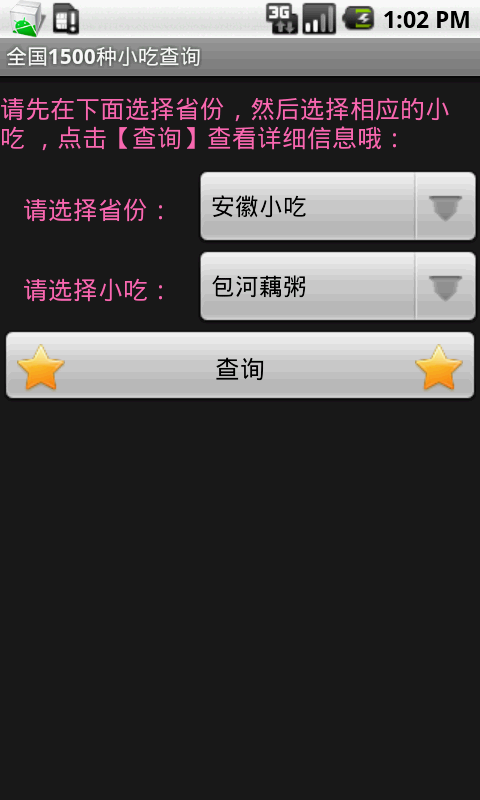 3G
1:02 PM
全国1500种小吃查询
请先在下面选择省份，然后选择相应的小
吃 ，点击【查询】查看详细信息哦：
请选择省份：
安徽小吃
请选择小吃：
包河藕粥
查询